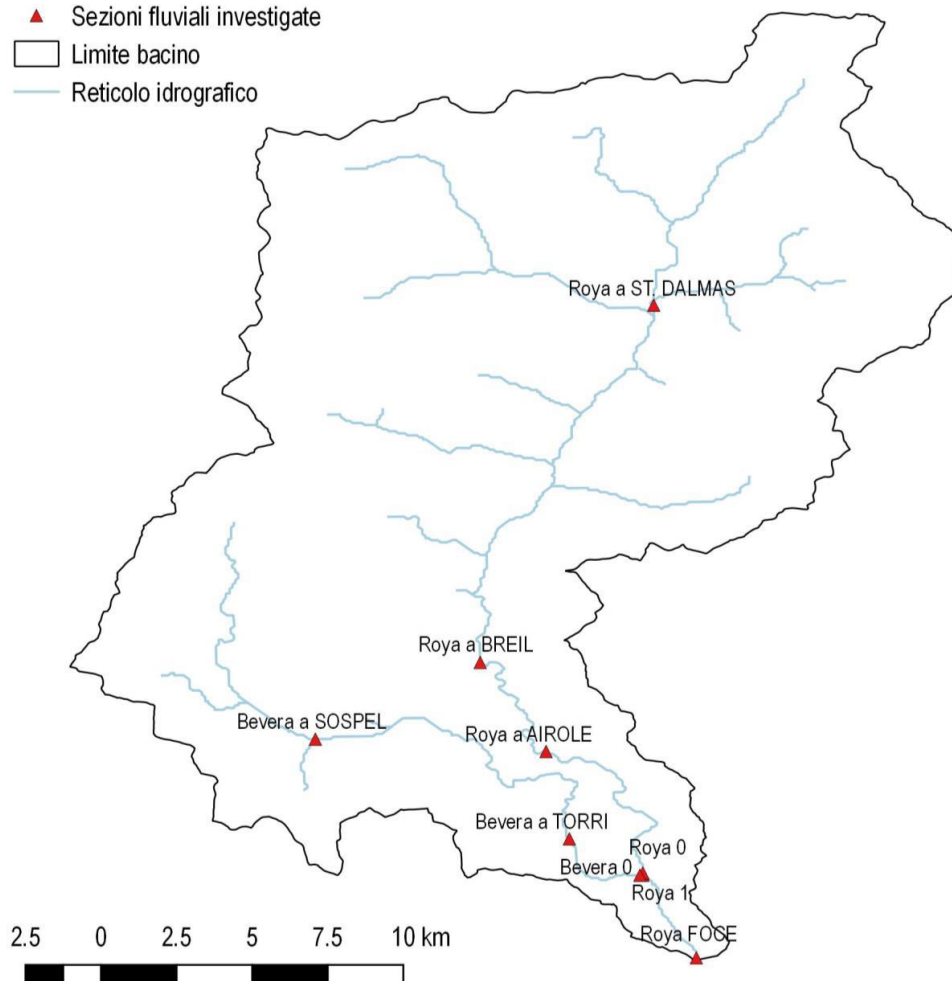 Sezioni fluviali investigate
Limite bacino
Reticolo idrografico
Roya a ST. DALMAS
Roya a BREIL
Bevera a SOSPEL
Roya a AIROLE
Bevera a TORRI
Roya 0
Bevera 0
Roya 1
Roya FOCE
2.5 0 2.5 5 7.5 10 km